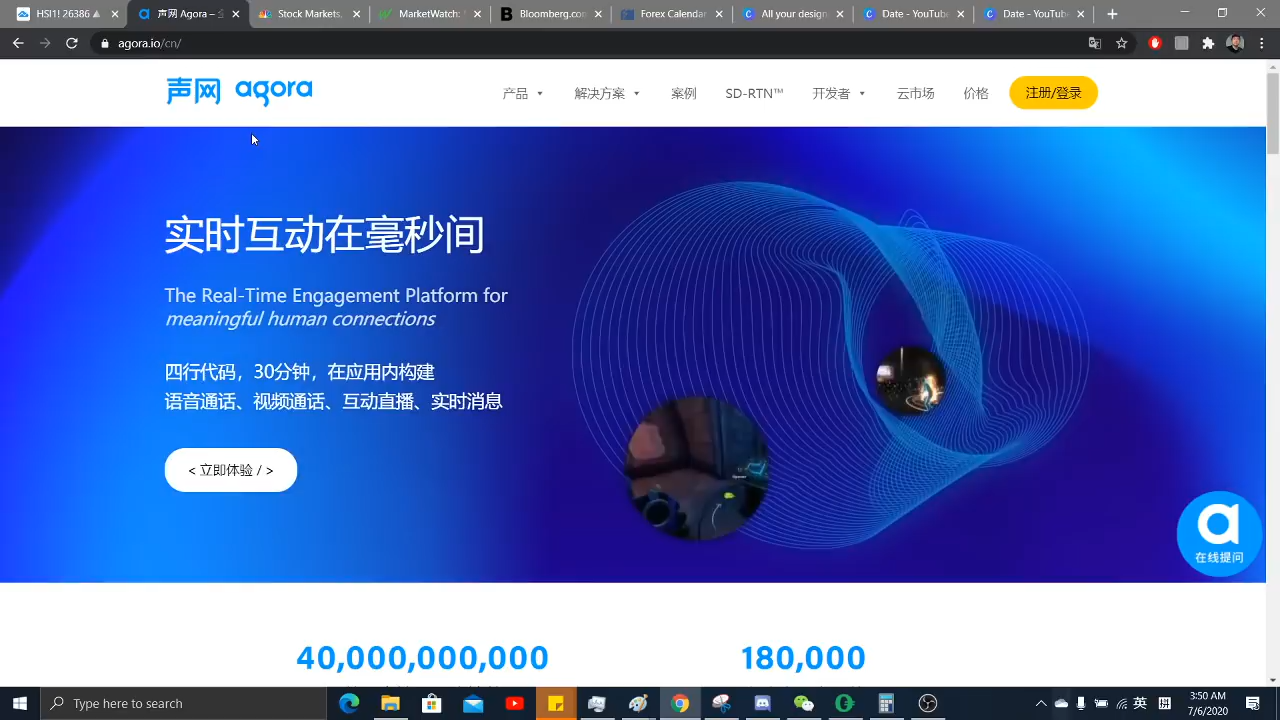 HSI1! 26386
声网 Agora - S
Stock Markets,
MarketWatch:
Bloomberg.com
Forex Calendar
All your design
Date - YouTube
Date - YouTube
agora.io/cn/
声网 agora
产品
解决方案
案例
SD-RTN™
开发者
云市场
价格
注册/登录
实时互动在毫秒间
The Real-Time Engagement Platform for
meaningful human connections
四行代码，30分钟，在应用内构建
语音通话、视频通话、互动直播、实时消息
< 立即体验 / >
a
在线提问
40,000,000,000
180,000
Type here to search
英
拼
3:50 AM
7/6/2020